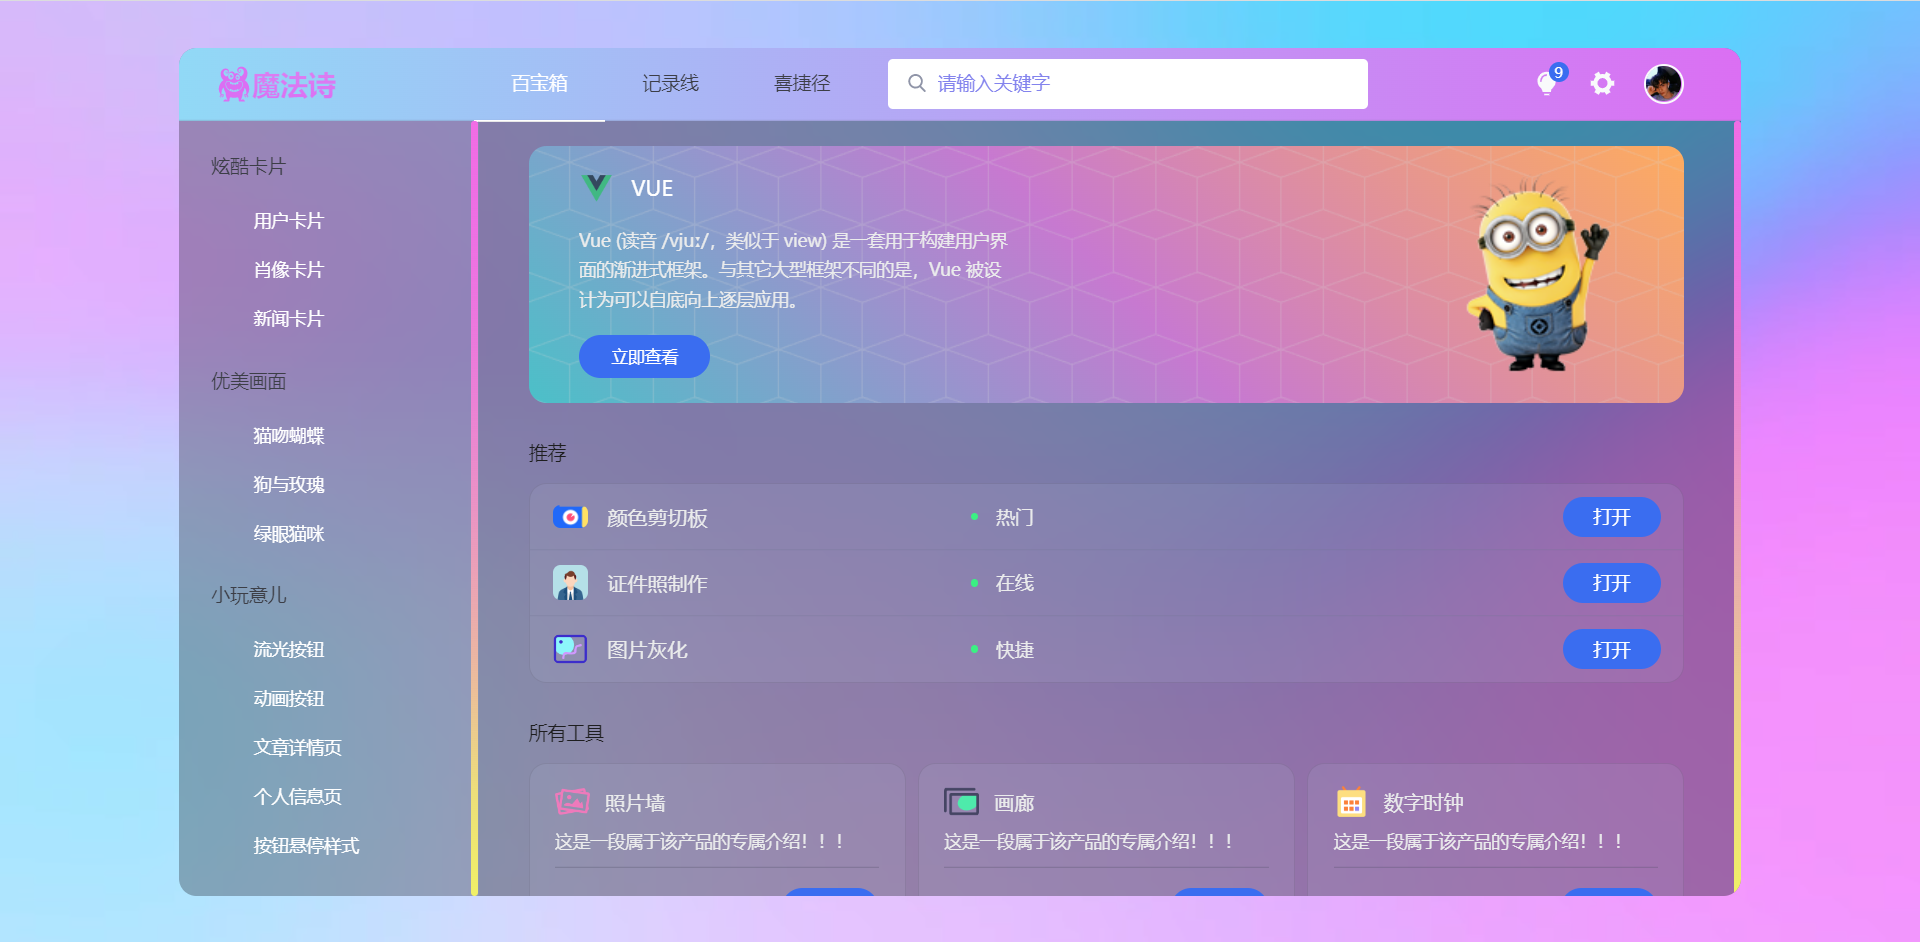 魔法诗
百宝箱
记录线
喜捷径
请输入关键字
9
炫酷卡片
用户卡片
肖像卡片
新闻卡片
优美画面
猫吻蝴蝶
狗与玫瑰
绿眼猫咪
小玩意儿
流光按钮
动画按钮
文章详情页
个人信息页
按钮悬停样式
VUE
Vue (读音 /vjuː/，类似于 view) 是一套用于构建用户界
面的渐进式框架。与其它大型框架不同的是，Vue 被设
计为可以自底向上逐层应用。
立即查看
推荐
颜色剪切板
热门
打开
证件照制作
在线
打开
图片灰化
快捷
打开
所有工具
照片墙
这是一段属于该产品的专属介绍！！！
画廊
这是一段属于该产品的专属介绍！！！
数字时钟
这是一段属于该产品的专属介绍！！！